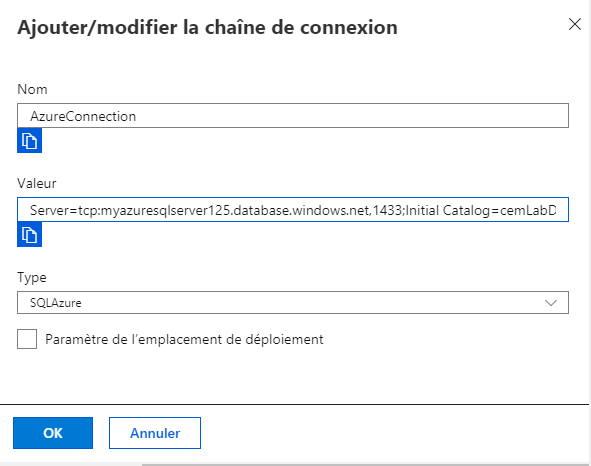 Ajouter/modifier la chaîne de connexion
Nom
AzureConnection
Valeur
Server=tcp:myazuresqlserver125.database.windows.net,1433;Initial Catalog=cemLabD
Type
SQLAzure
Paramètre de l’emplacement de déploiement
OK
Annuler